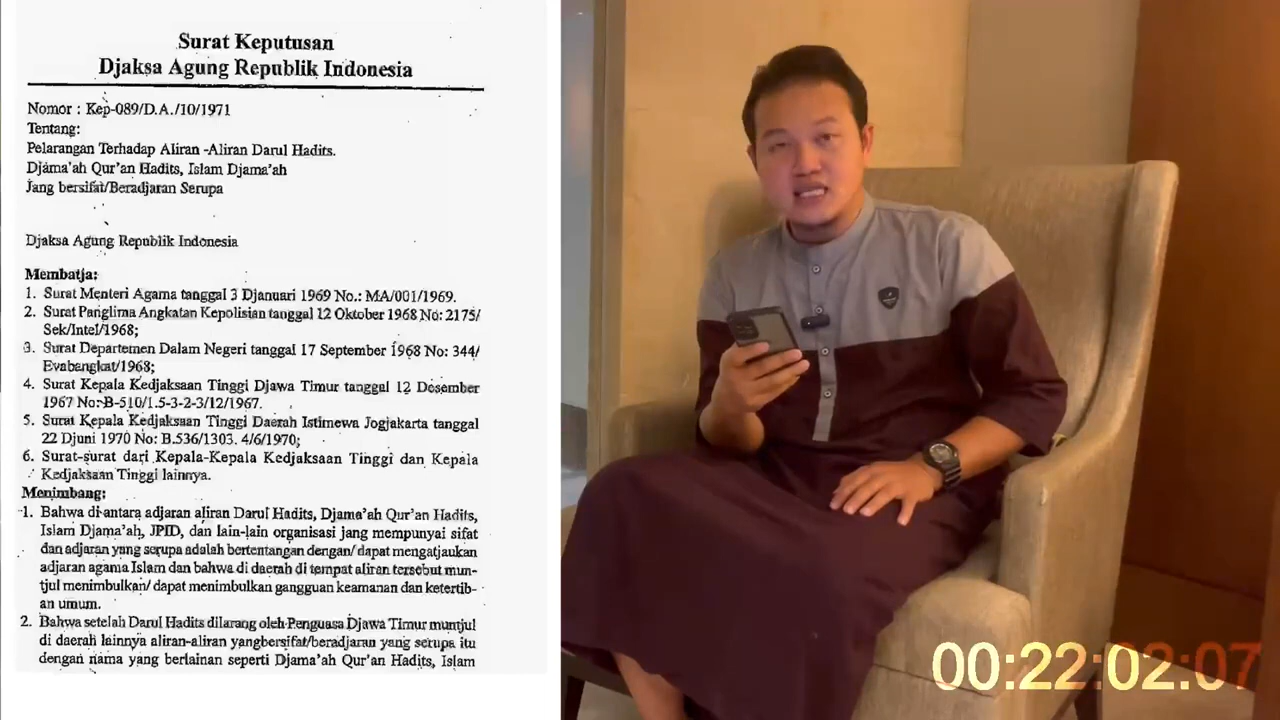 Surat Keputusan
Djaksa Agung Republik Indonesia
Nomor : Kep-089/D.A./10/1971
Tentang:
Pelarangan Terhadap Aliran -Aliran Darul Hadits.
Djama'ah Qur'an Hadits, Islam Djama'ah
Jang bersifat/Beradjaran Serupa
Djaksa Agung Republik Indonesia
Membatja:
1. Surat Menteri Agama tanggal 3 Djanuari 1969 No.: MA/001/1969.
2. Surat Panglima Angkatan Kepolisian tanggal 12 Oktober 1968 No: 2175/
Sek/Intel/1968;
3. Surat Departemen Dalam Negeri tanggal 17 September 1968 No: 344/
Evabangkat/1968;
4. Surat Kepala Kedjaksaan Tinggi Djawa Timur tanggal 12 Desember
1967 No:-B-510/1.5-3-2-3/12/1967.
5. Surat Kepala Kedjaksaan Tinggi Daerah Istimewa Jogjakarta tanggal
22 Djuni 1970 No: B.536/1303. 4/6/1970;
6. Surat-surat dari Kepala-Kepala Kedjaksaan Tinggi dan Kepala
Kedjaksaan Tinggi lainnya.
Menimbang:
1. Bahwa di antara adjaran aliran Darul Hadits, Djama'ah Qur'an Hadits,
Islam Djama'ah, JPID, dan lain-lain organisasi jang mempunyai sifat
dan adjaran yang serupa adalah bertentangan dengan/ dapat mengatjaukan
adjaran agama Islam dan bahwa di daerah di tempat aliran tersebut mun-
tjul menimbulkan/ dapat menimbulkan gangguan keamanan dan ketertib-
an umum.
2. Bahwa setelah Darul Hadits dilarang oleh Penguasa Djawa Timur muntjul
di daerah lainnya aliran-aliran yangbersifat/beradjaran yang serupa itu
dengan nama yang berlainan seperti Djama'ah Qur'an Hadits, Islam
00:22:02:07